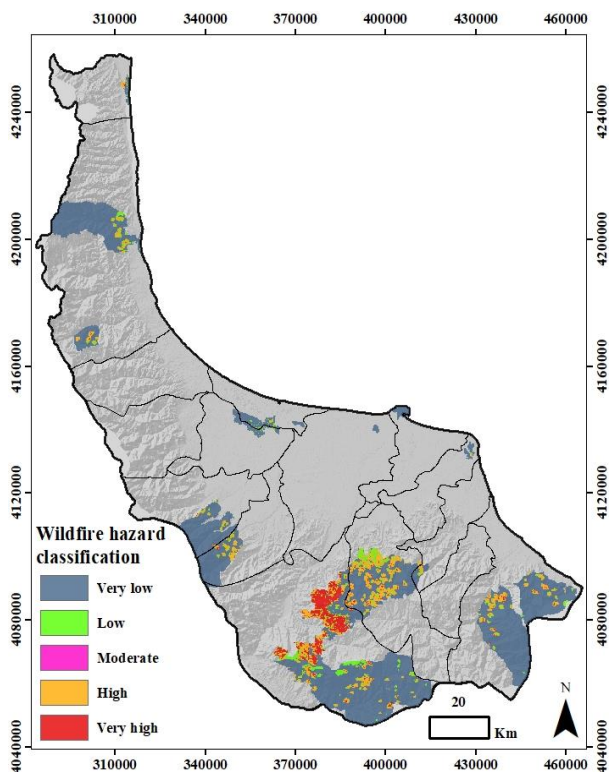 310000 340000 370000 400000 430000 460000
4240000 4240000
4200000 4200000
4160000 4160000
4120000 4120000
Wildfire hazard
classification
Very low
Low
Moderate
High
Very high
4080000 4080000
20
Km
N
4040000 4040000
310000 340000 370000 400000 430000 460000